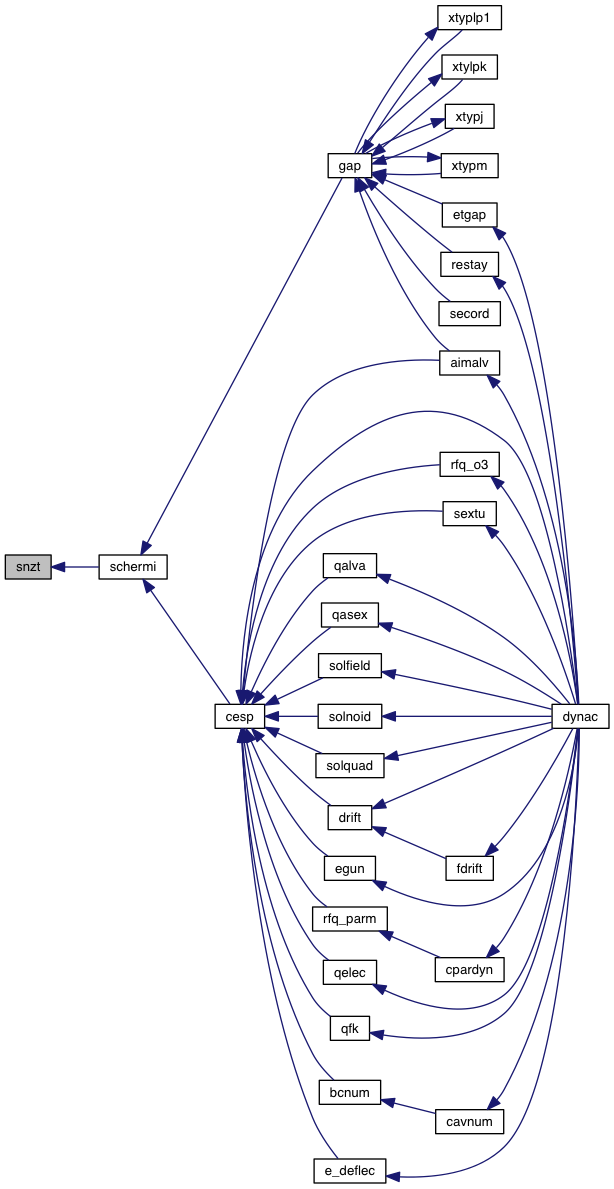 xtyplp1
xtylpk
xtypj
gap
xtypm
etgap
restay
secord
aimalv
rfq_o3
sextu
snzt
schermi
qalva
qasex
solfield
cesp
solnoid
dynac
solquad
drift
egun
fdrift
rfq_parm
qelec
cpardyn
qfk
bcnum
cavnum
e_deflec